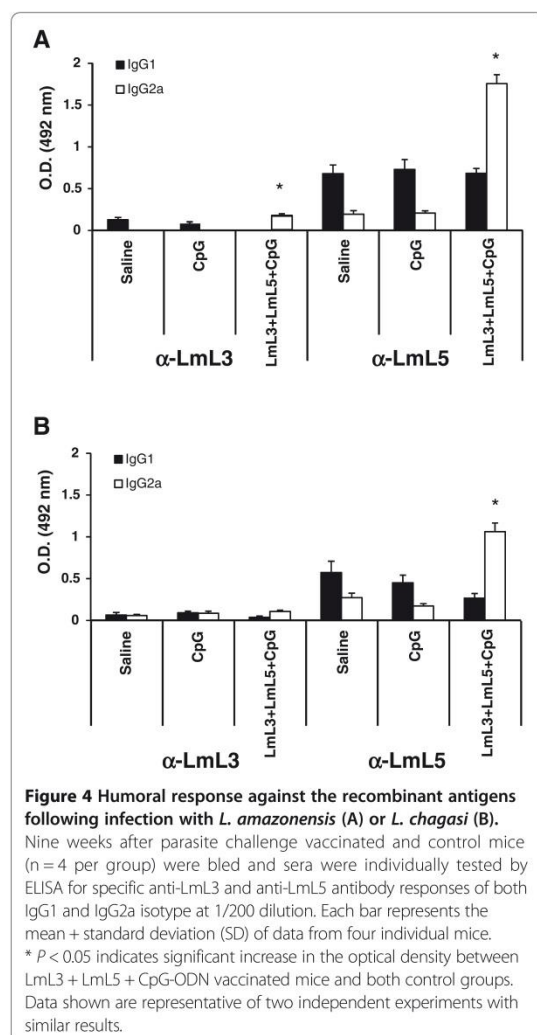 A
IgG1
IgG2a
O.D. (492 nm)
2
1.5
1
0.5
0
*
*
Saline
CpG
LmL3+LmL5+CpG
Saline
CpG
LmL3+LmL5+CpG
α-LmL3
α-LmL5
B
IgG1
IgG2a
O.D. (492 nm)
2
1.5
1
0.5
0
*
Saline
CpG
LmL3+LmL5+CpG
Saline
CpG
LmL3+LmL5+CpG
α-LmL3
α-LmL5
Figure 4 Humoral response against the recombinant antigens
following infection with L. amazonensis (A) or L. chagasi (B).
Nine weeks after parasite challenge vaccinated and control mice
(n = 4 per group) were bled and sera were individually tested by
ELISA for specific anti-LmL3 and anti-LmL5 antibody responses of both
IgG1 and IgG2a isotype at 1/200 dilution. Each bar represents the
mean + standard deviation (SD) of data from four individual mice.
* P < 0.05 indicates significant increase in the optical density between
LmL3 + LmL5 + CpG-ODN vaccinated mice and both control groups.
Data shown are representative of two independent experiments with
similar results.